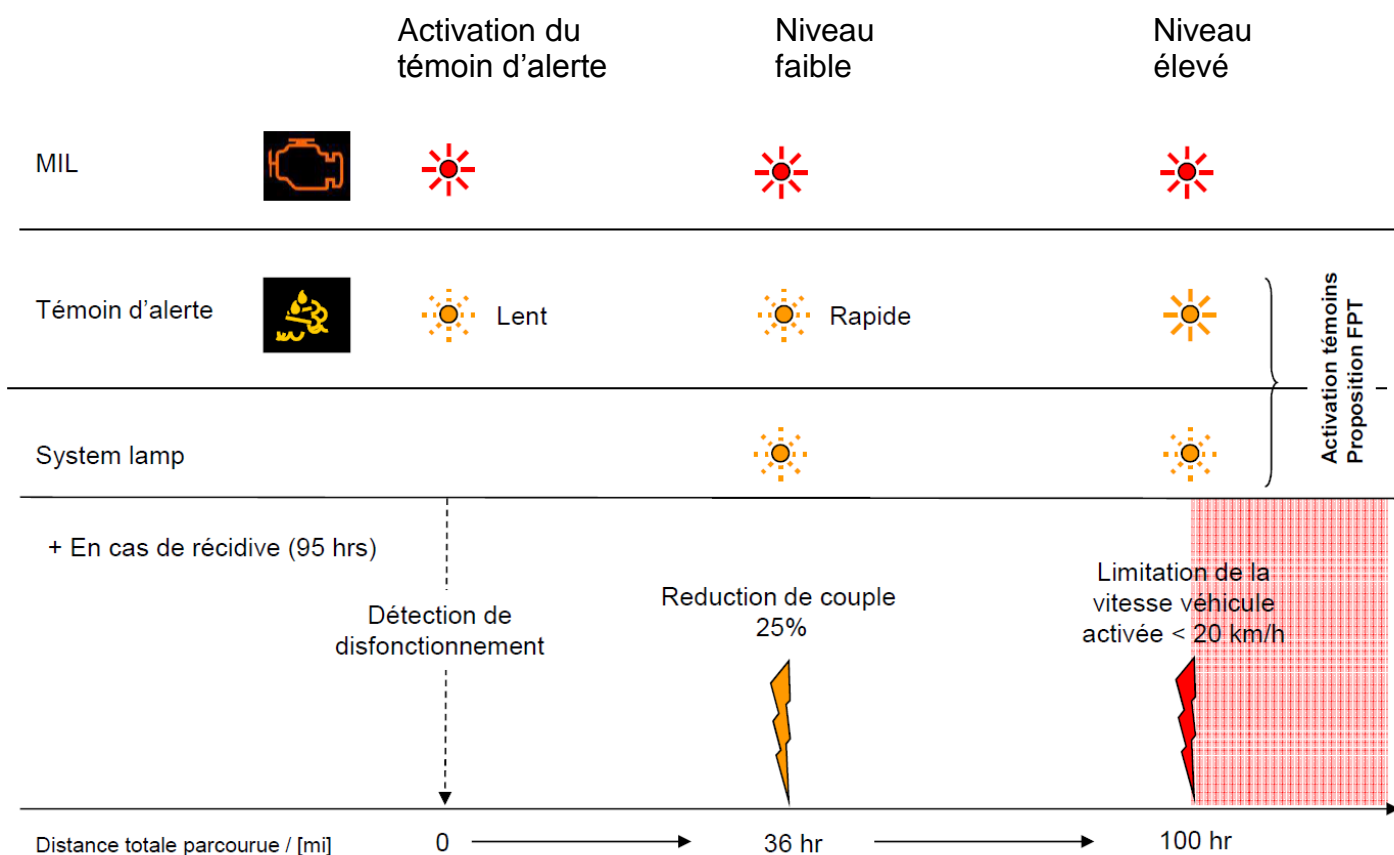 Activation du
témoin d’alerte
Niveau
faible
Niveau
élevé
MIL
Témoin d’alerte
Lent
Rapide
System lamp
Activation témoins
Proposition FPT
+ En cas de récidive (95 hrs)
Détection de
disfonctionnement
Reduction de couple
25%
Limitation de la
vitesse véhicule
activée < 20 km/h
Distance totale parcourue / [mi]
0
36 hr
100 hr